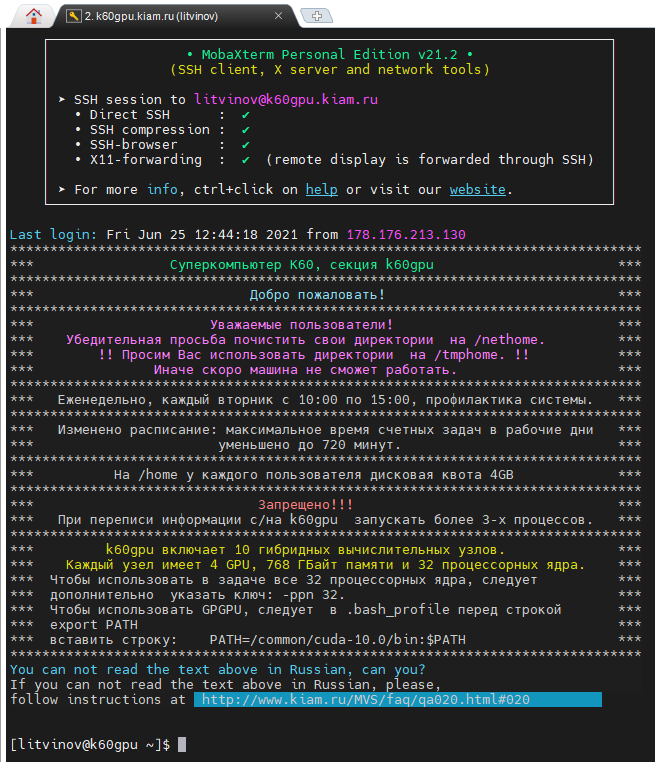 2. k60gpu.kiam.ru (litvinov)
• MobaXterm Personal Edition v21.2 •
(SSH client, X server and network tools)
➤ SSH session to litvinov@k60gpu.kiam.ru
• Direct SSH : ✔
• SSH compression : ✔
• SSH-browser : ✔
• X11-forwarding : ✔ (remote display is forwarded through SSH)
➤ For more info, ctrl+click on help or visit our website.
Last login: Fri Jun 25 12:44:18 2021 from 178.176.213.130
*******************************************************************************
*** Суперкомпьютер К60, секция k60gpu ***
*******************************************************************************
*** Добро пожаловать! ***
*******************************************************************************
*** Уважаемые пользователи! ***
*** Убедительная просьба почистить свои директории на /nethome. ***
*** !! Просим Вас использовать директории на /tmphome. !! ***
*** Иначе скоро машина не сможет работать. ***
*******************************************************************************
*** Еженедельно, каждый вторник с 10:00 по 15:00, профилактика системы. ***
*******************************************************************************
*** Изменено расписание: максимальное время счетных задач в рабочие дни ***
*** уменьшено до 720 минут. ***
*******************************************************************************
*** На /home у каждого пользователя дисковая квота 4GB ***
*******************************************************************************
*** Запрещено!!! ***
*** При переписи информации с/на k60gpu запускать более 3-х процессов. ***
*******************************************************************************
*** k60gpu включает 10 гибридных вычислительных узлов. ***
*** Каждый узел имеет 4 GPU, 768 ГБайт памяти и 32 процессорных ядра. ***
*** Чтобы использовать в задаче все 32 процессорных ядра, следует ***
*** дополнительно указать ключ: -ppn 32. ***
*** Чтобы использовать GPGPU, следует в .bash_profile перед строкой ***
*** export PATH ***
*** вставить строку: PATH=/common/cuda-10.0/bin:$PATH ***
*******************************************************************************
You can not read the text above in Russian, can you?
If you can not read the text above in Russian, please,
follow instructions at http://www.kiam.ru/MVS/faq/qa020.html#020
[litvinov@k60gpu ~]$